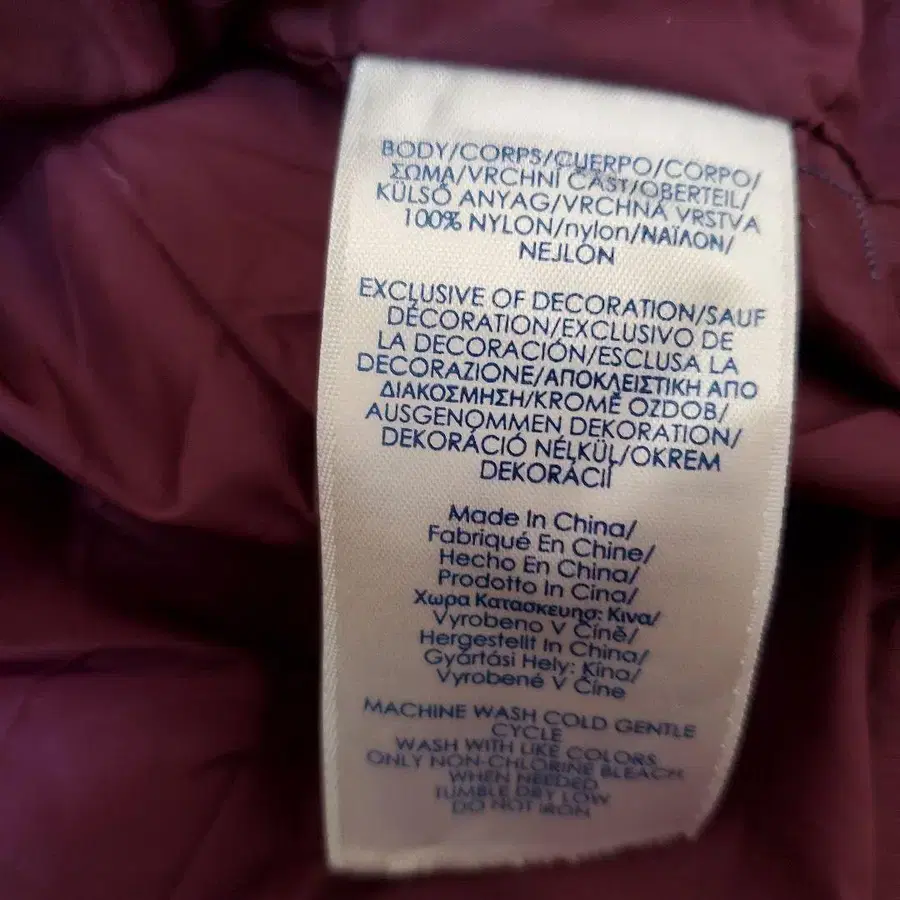 BODY/CORPS/CUERPO/CORPO/
ΣΩΜΑ/VRCHNÍ ČÁST/OBERTEIL/
KÜLSŐ ANYAG/VRCHNÁ VRSTVA
100% NYLON/nylon/ΝΑΪΛΟΝ/
NEJLON
EXCLUSIVE OF DECORATION/SAUF
DÉCORATION/EXCLUSIVO DE
LA DECORACIÓN/ESCLUSA LA
DECORAZIONE/ΑΠΟΚΛΕΙΣΤΙΚΗ ΑΠΟ
ΔΙΑΚΟΣΜΗΣΗ/KROMĚ OZDOB/
AUSGENOMMEN DEKORATION/
DEKORÁCIÓ NÉLKÜL/OKREM
DEKORÁCIÍ
Made In China/
Fabriqué En Chine/
Hecho En China/
Prodotto In Cina/
Χωρα Κατασκευησ: Κινα/
Vyrobeno V Číně/
Hergestellt In China/
Gyártási Hely: Kína/
Vyrobené V Číne
MACHINE WASH COLD GENTLE
CYCLE
WASH WITH LIKE COLORS
ONLY NON-CHLORINE BLEACH
WHEN NEEDED
TUMBLE DRY LOW
DO NOT IRON